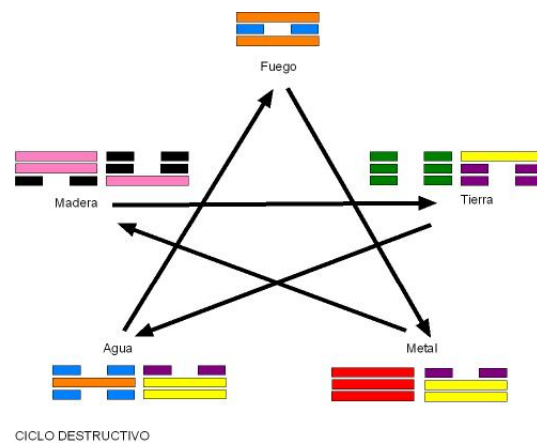 Fuego
Madera
Tierra
Agua
Metal
CICLO DESTRUCTIVO